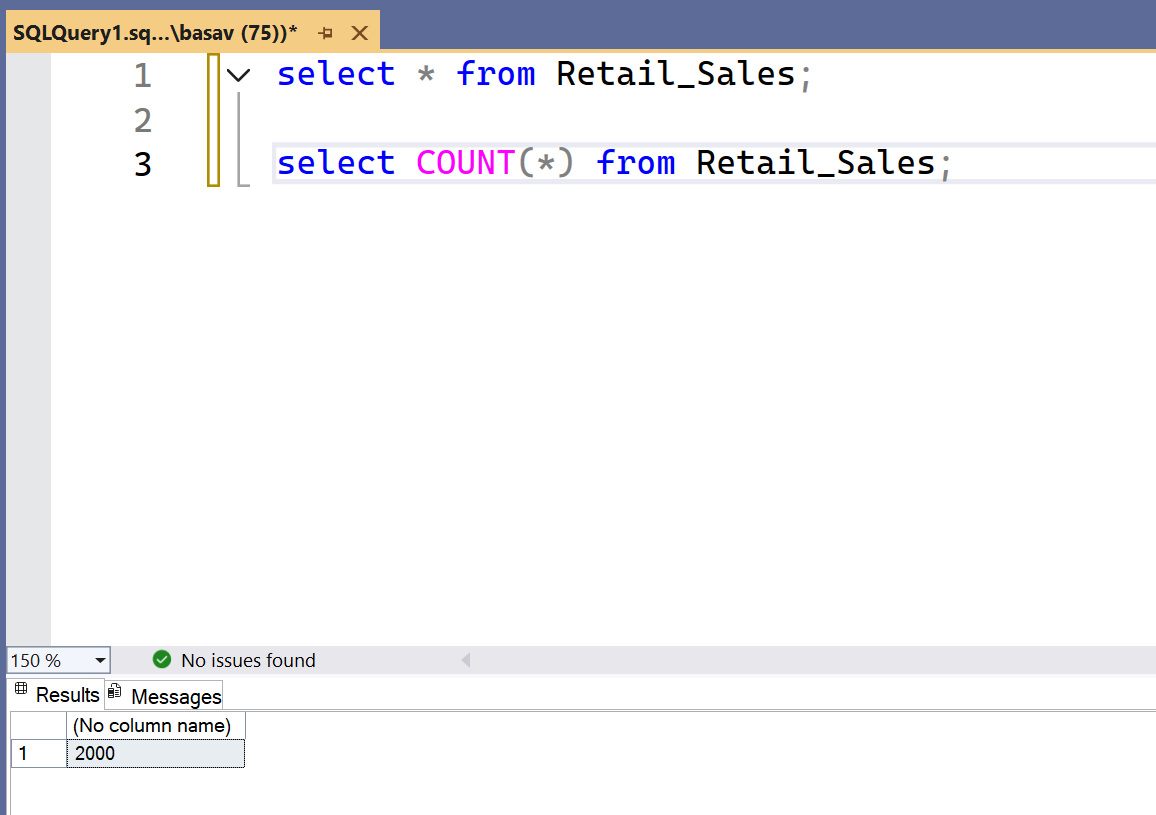 SQLQuery1.sq...\basav (75))*
1 select * from Retail_Sales;
2
3 select COUNT(*) from Retail_Sales;
150 % No issues found
Results Messages
(No column name)
1 2000